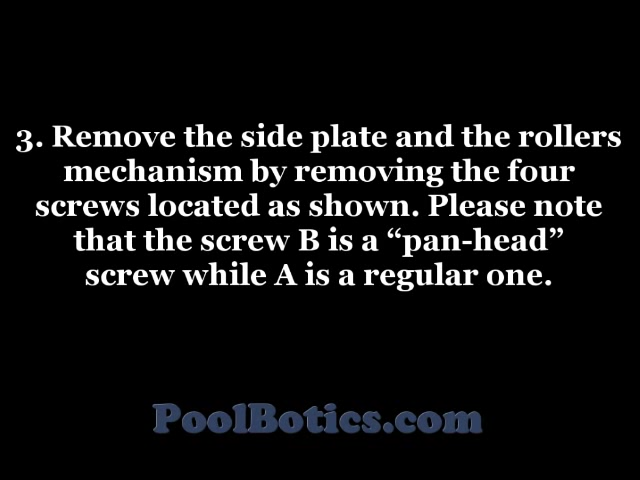 3. Remove the side plate and the rollers
mechanism by removing the four
screws located as shown. Please note
that the screw B is a “pan-head”
screw while A is a regular one.
PoolBotics.com